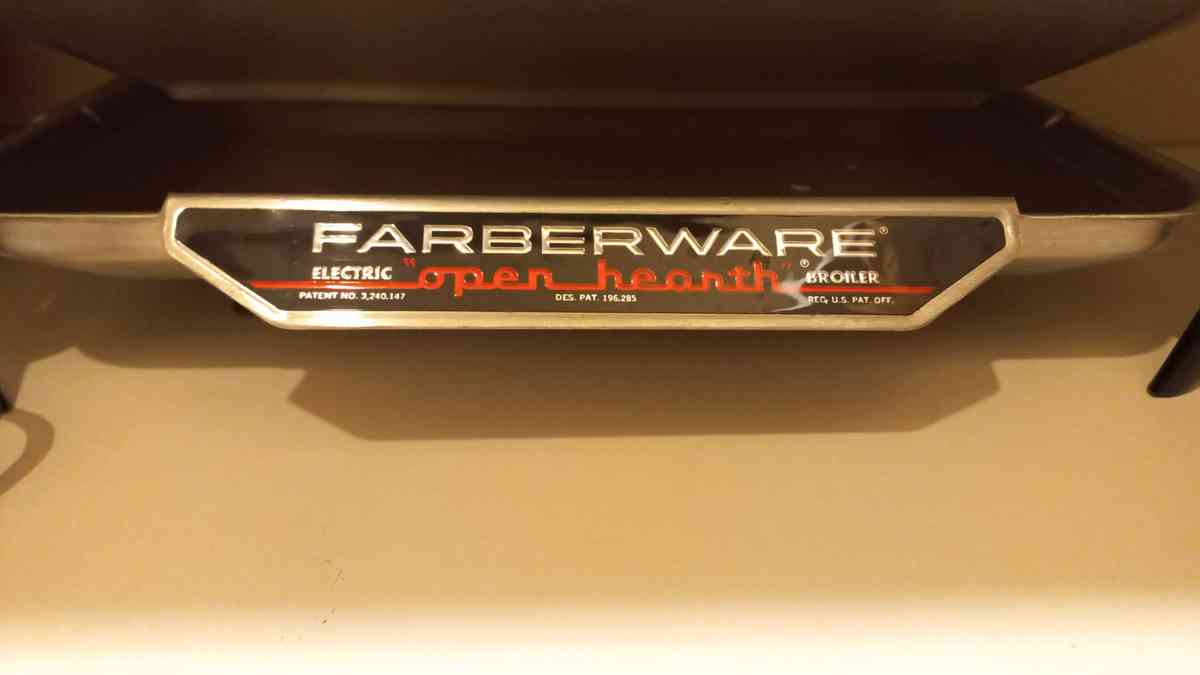 FARBERWARE®
ELECTRIC "open hearth"® BROILER
PATENT NO. 3,240,147 DES. PAT. 196,285 REG. U.S. PAT. OFF.